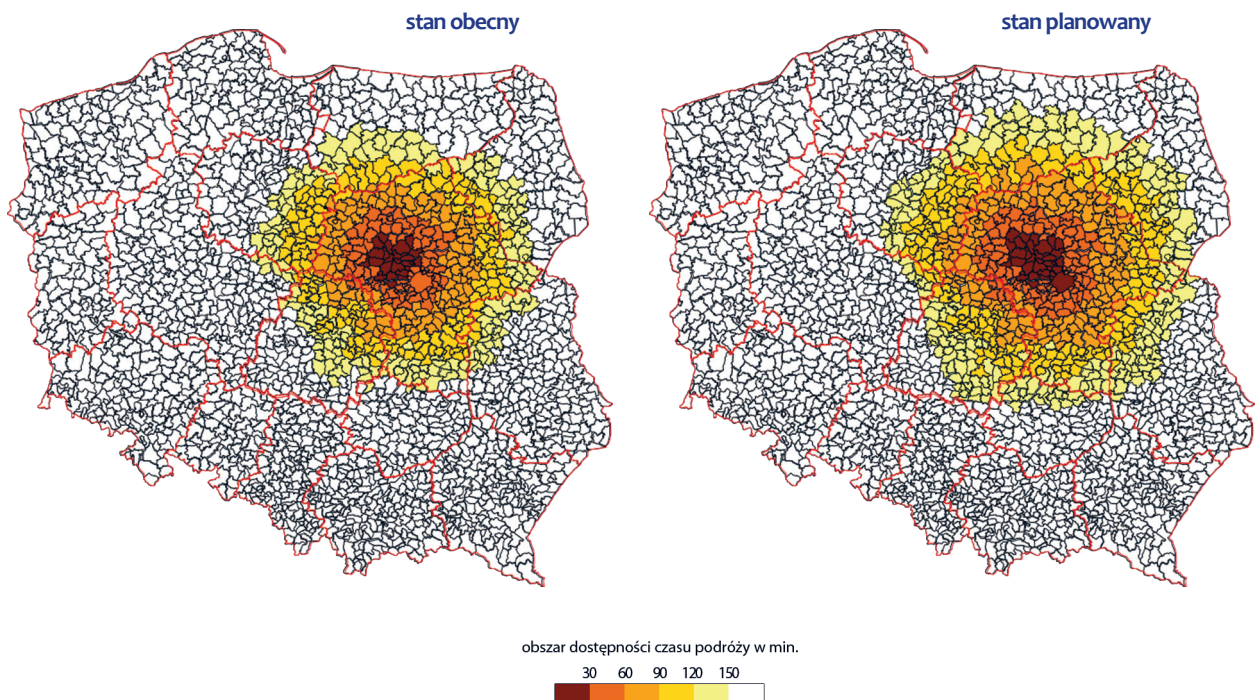 stan obecny
stan planowany
obszar dostępności czasu podróży w min.
30 60 90 120 150